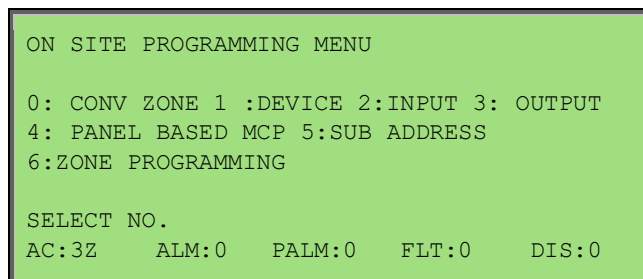 ON SITE PROGRAMMING MENU
0: CONV ZONE 1 :DEVICE 2:INPUT 3: OUTPUT
4: PANEL BASED MCP 5:SUB ADDRESS
6:ZONE PROGRAMMING
SELECT NO.
AC:3Z ALM:0 PALM:0 FLT:0 DIS:0